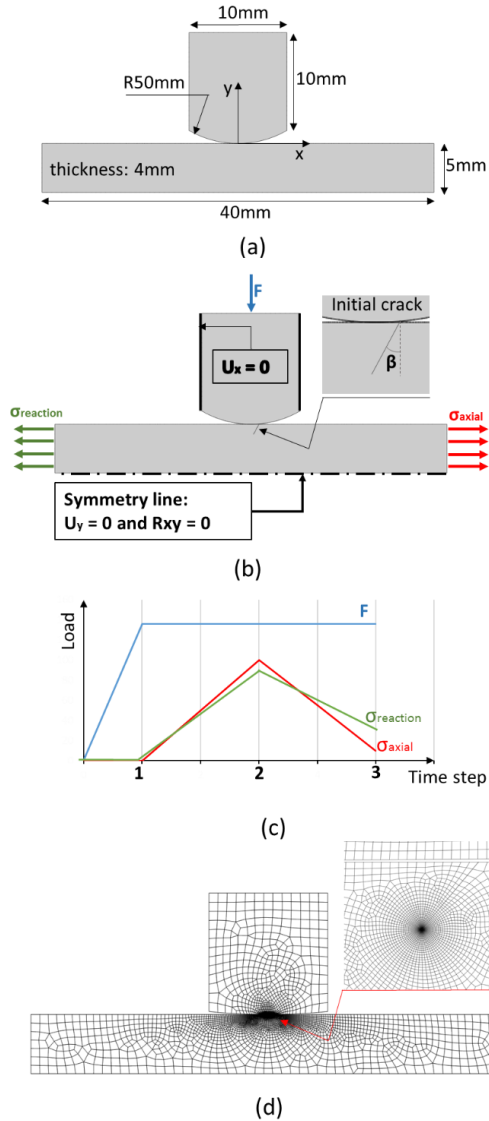 10mm
R50mm
y
10mm
x
thickness: 4mm
5mm
40mm
(a)
F
Initial crack
β
Ux = 0
σreaction
σaxial
Symmetry line:
Uy = 0 and Rxy = 0
(b)
Load
F
σreaction
σaxial
1 2 3 Time step
(c)
(d)